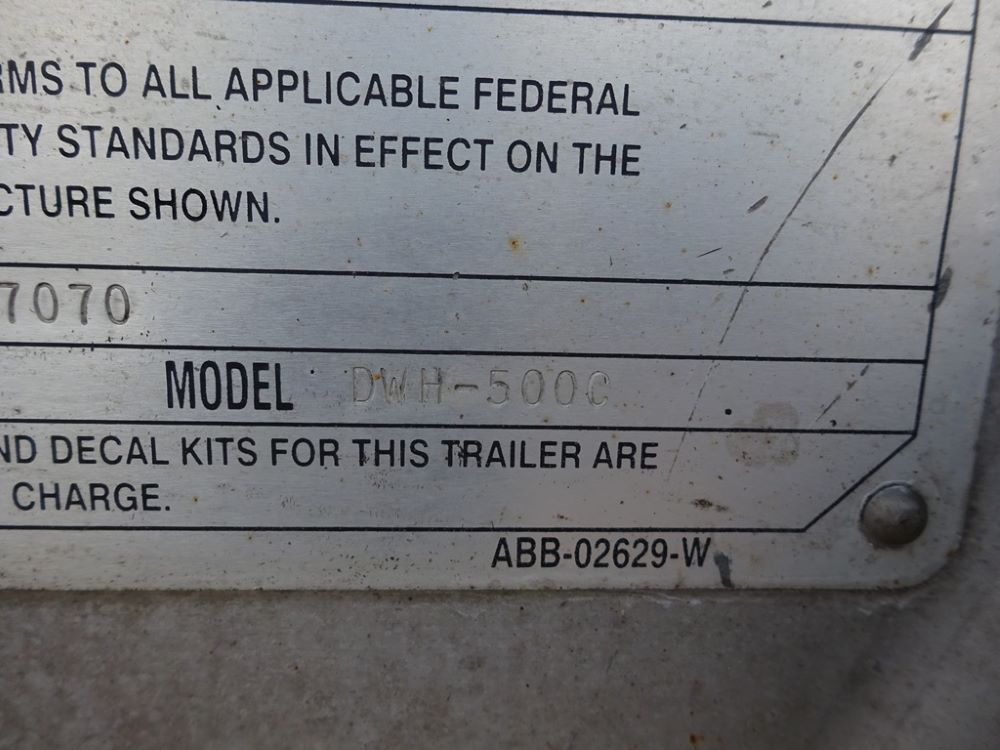 RMS TO ALL APPLICABLE FEDERAL
TY STANDARDS IN EFFECT ON THE
CTURE SHOWN.
7070
MODEL DWH-500C
ND DECAL KITS FOR THIS TRAILER ARE
CHARGE.
ABB-02629-W